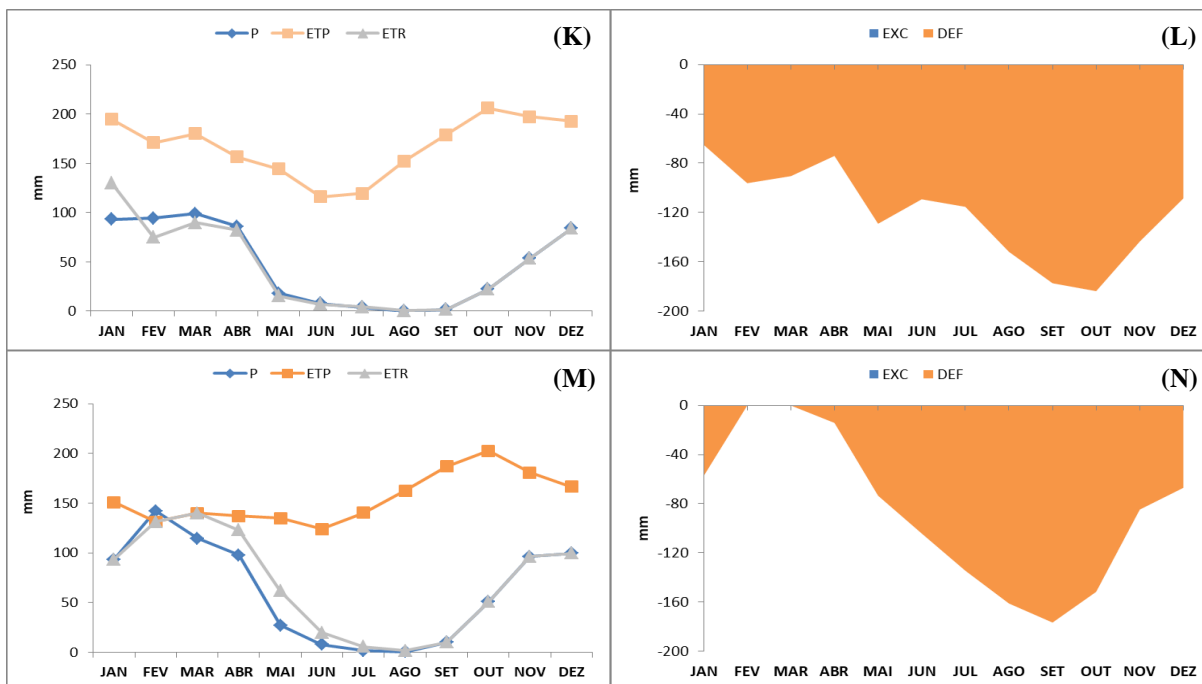 P ETP ETR (K)
250
200
150
100
50
0
mm
JAN FEV MAR ABR MAI JUN JUL AGO SET OUT NOV DEZ
EXC DEF (L)
0
-40
-80
-120
-160
-200
mm
JAN FEV MAR ABR MAI JUN JUL AGO SET OUT NOV DEZ
P ETP ETR (M)
250
200
150
100
50
0
mm
JAN FEV MAR ABR MAI JUN JUL AGO SET OUT NOV DEZ
EXC DEF (N)
0
-40
-80
-120
-160
-200
mm
JAN FEV MAR ABR MAI JUN JUL AGO SET OUT NOV DEZ